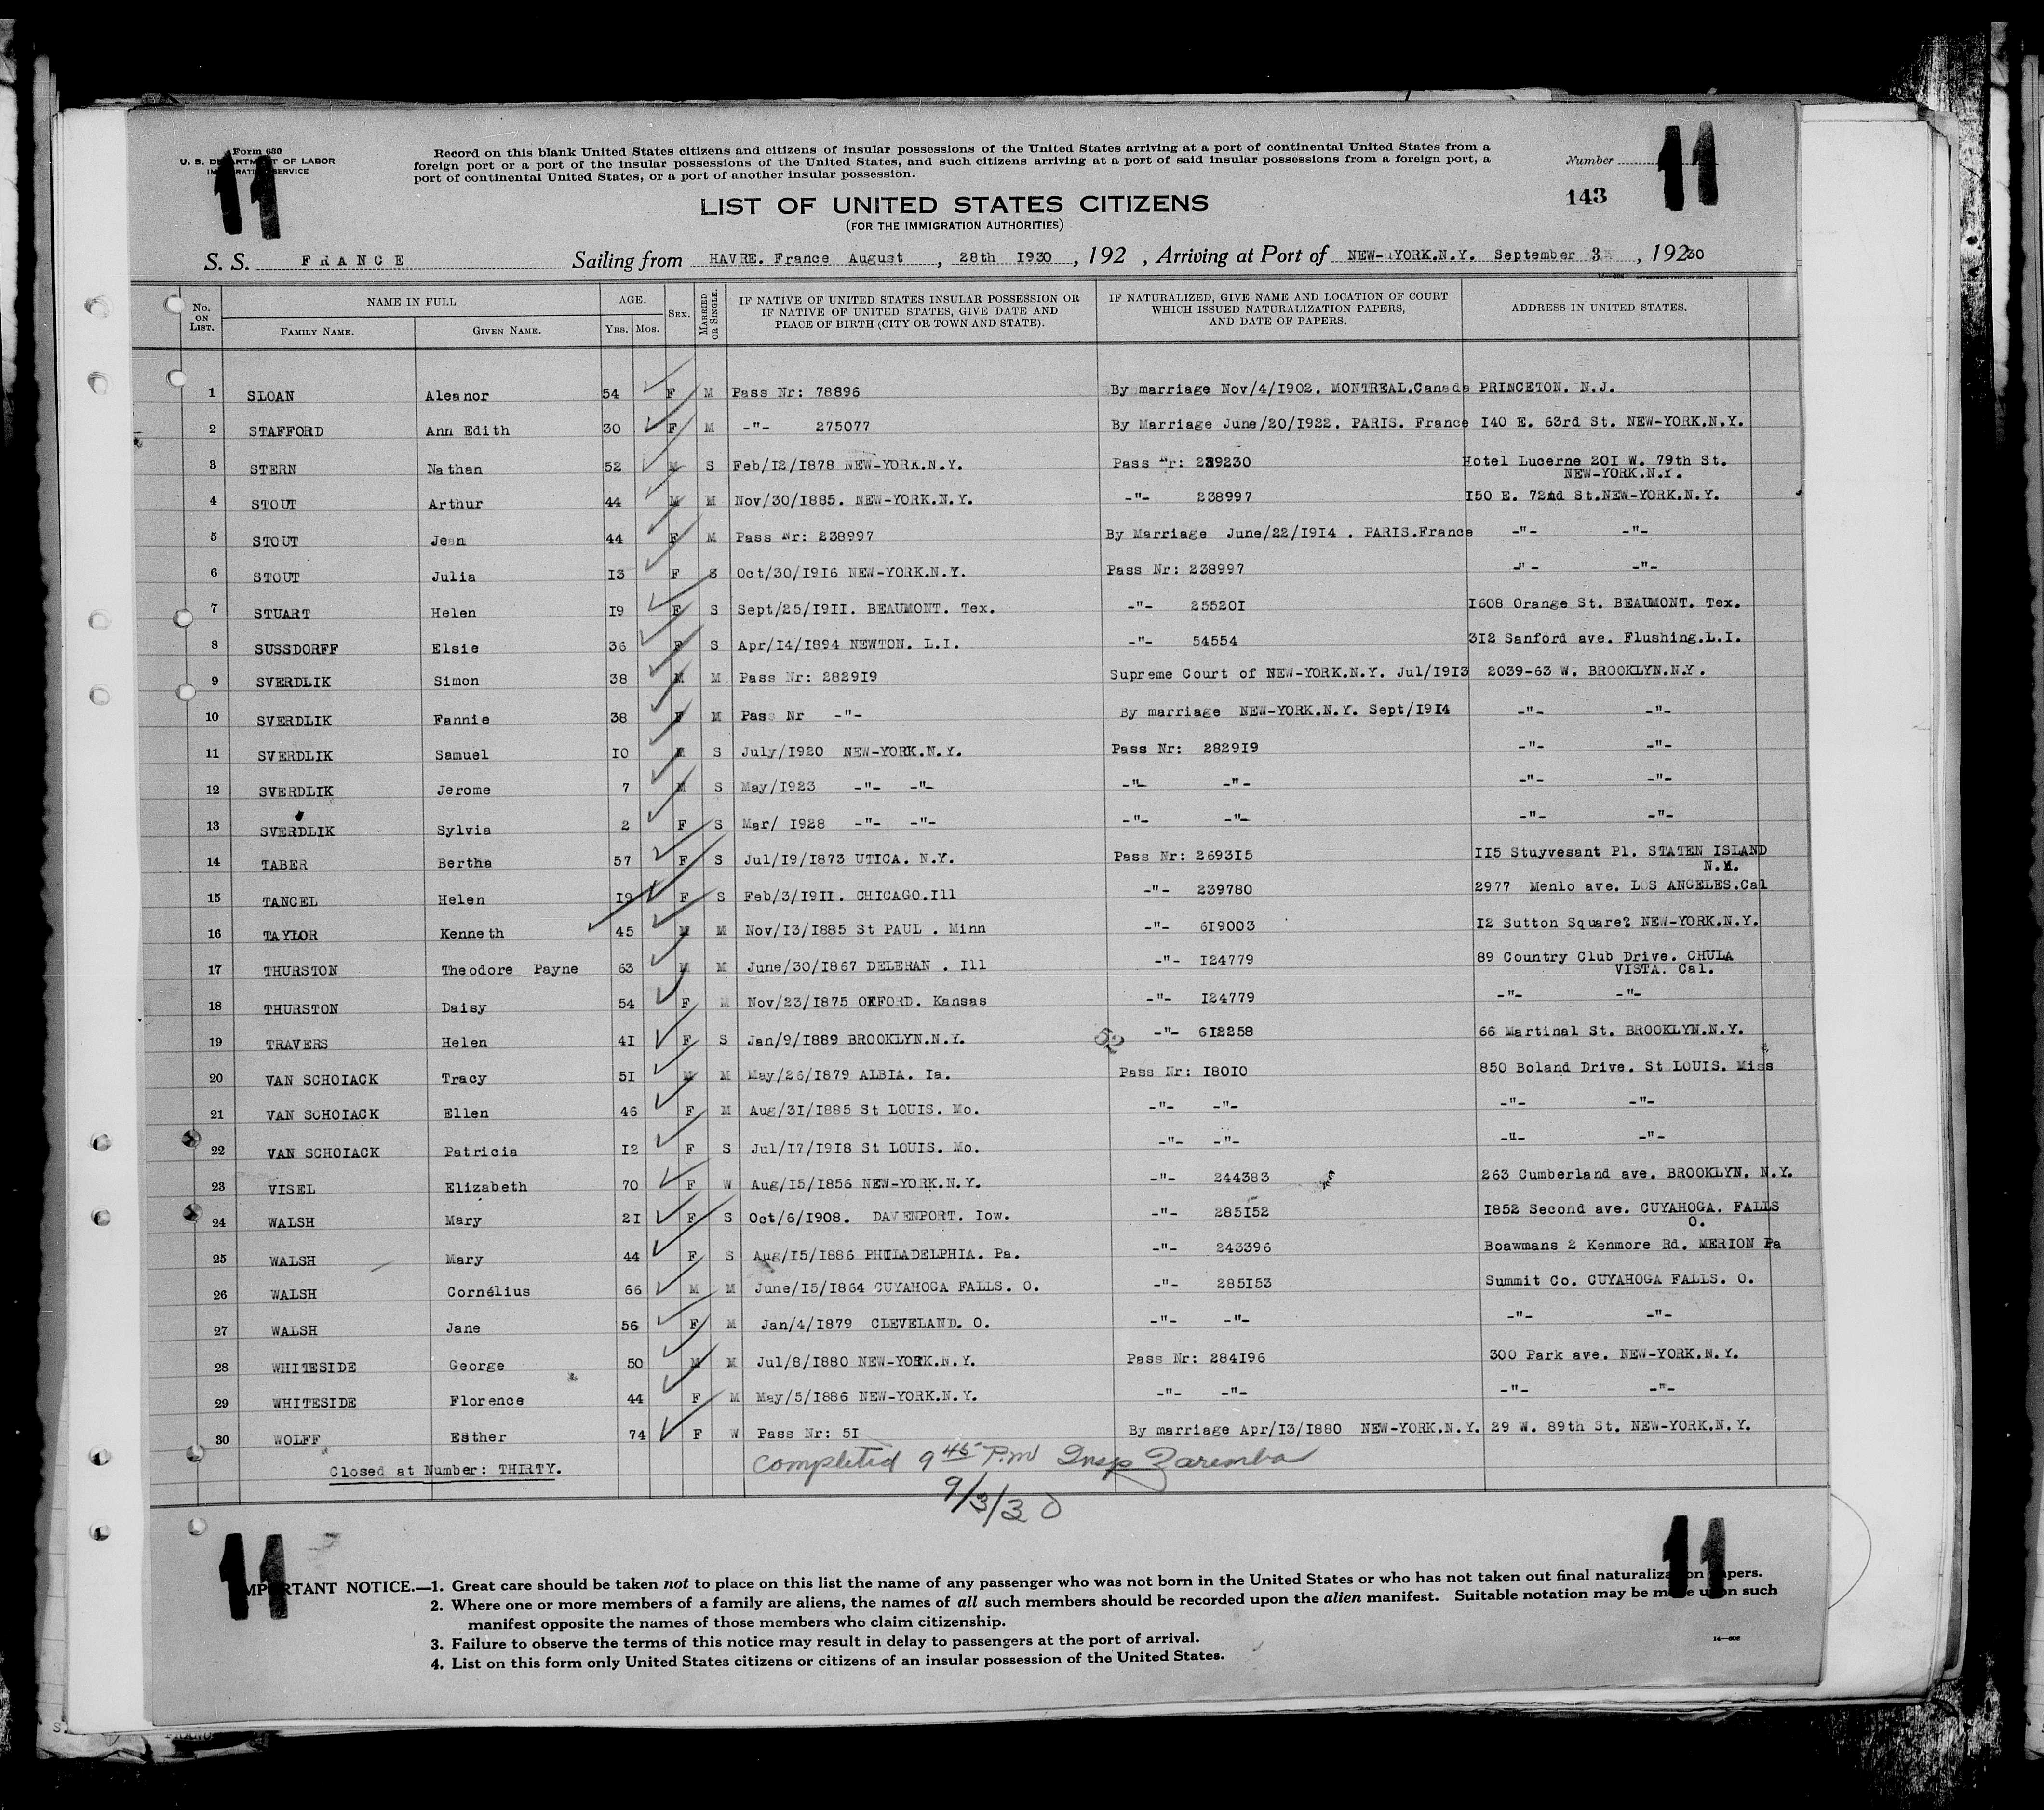 11 11
Form 630
U. S. DEPARTMENT OF LABOR
IMMIGRATION SERVICE
Record on this blank United States citizens and citizens of insular possessions of the United States arriving at a port of continental United States from a
foreign port or a port of the insular possessions of the United States, and such citizens arriving at a port of said insular possessions from a foreign port, a
port of continental United States, or a port of another insular possession.
Number
143
LIST OF UNITED STATES CITIZENS
(FOR THE IMMIGRATION AUTHORITIES)
S. S. FRANCE Sailing from HAVRE. France August , 28th 1930 , 192 , Arriving at Port of NEW-YORK.N.Y. September 3 , 19230
No. ON LIST. NAME IN FULL AGE. SEX. MARRIED OR SINGLE. IF NATIVE OF UNITED STATES INSULAR POSSESSION OR IF NATIVE OF UNITED STATES, GIVE DATE AND PLACE OF BIRTH (CITY OR TOWN AND STATE). IF NATURALIZED, GIVE NAME AND LOCATION OF COURT WHICH ISSUED NATURALIZATION PAPERS, AND DATE OF PAPERS. ADDRESS IN UNITED STATES.
FAMILY NAME. GIVEN NAME. YRS. MOS.
1 SLOAN Aleanor 54 F M Pass Nr: 78896 By marriage Nov/4/1902. MONTREAL.Canada PRINCETON. N.J.
2 STAFFORD Ann Edith 30 F M -"- 275077 By Marriage June/20/1922. PARIS. France 140 E. 63rd St. NEW-YORK.N.Y.
3 STERN Nathan 52 M S Feb/12/1878 NEW-YORK.N.Y. Pass Nr: 239230 Hotel Lucerne 201 W. 79th St.
NEW-YORK.N.Y.
4 STOUT Arthur 44 M M Nov/30/1885. NEW-YORK.N.Y. -"- 238997 150 E. 72nd St.NEW-YORK.N.Y.
5 STOUT Jean 44 F M Pass Nr: 238997 By Marriage June/22/1914 . PARIS.France -"- -"-
6 STOUT Julia 13 F S Oct/30/1916 NEW-YORK.N.Y. Pass Nr: 238997 -"- -"-
7 STUART Helen 19 F S Sept/25/1911. BEAUMONT. Tex. -"- 255201 1608 Orange St. BEAUMONT. Tex.
8 SUSSDORFF Elsie 36 F S Apr/14/1894 NEWTON. L.I. -"- 54554 312 Sanford ave. Flushing.L.I.
9 SVERDLIK Simon 38 M M Pass Nr: 282919 Supreme Court of NEW-YORK.N.Y. Jul/1913 2039-63 W. BROOKLYN.N.Y.
10 SVERDLIK Fannie 38 F M Pass Nr -"- By marriage NEW-YORK.N.Y. Sept/1914 -"- -"-
11 SVERDLIK Samuel 10 M S July/1920 NEW-YORK.N.Y. Pass Nr: 282919 -"- -"-
12 SVERDLIK Jerome 7 M S May/1923 -"- -"- -"- -"- -"- -"-
13 SVERDLIK Sylvia 2 F S Mar/ 1928 -"- -"- -"- -"- -"- -"-
14 TABER Bertha 57 F S Jul/19/1873 UTICA. N.Y. Pass Nr: 269315 115 Stuyvesant Pl. STATEN ISLAND
N.Y.
15 TANCEL Helen 19 F S Feb/3/1911. CHICAGO.Ill -"- 239780 2977 Menlo ave. LOS ANGELES.Cal
16 TAYLOR Kenneth 45 M M Nov/13/1885 St PAUL . Minn -"- 619003 12 Sutton Square? NEW-YORK.N.Y.
17 THURSTON Theodore Payne 63 M M June/30/1867 DELERAN . Ill -"- 124779 89 Country Club Drive. CHULA
VISTA. Cal.
18 THURSTON Daisy 54 F M Nov/23/1875 OXFORD. Kansas -"- 124779 -"- -"-
19 TRAVERS Helen 41 F S Jan/9/1889 BROOKLYN.N.Y. 52 -"- 612258 66 Martinal St. BROOKLYN.N.Y.
20 VAN SCHOIACK Tracy 51 M M May/26/1879 ALBIA. Ia. Pass Nr: 18010 850 Boland Drive. St LOUIS. Miss
21 VAN SCHOIACK Ellen 46 F M Aug/31/1885 St LOUIS. Mo. -"- -"- -"- -"-
22 VAN SCHOIACK Patricia 12 F S Jul/17/1918 St LOUIS. Mo. -"- -"- -"- -"-
23 VISEL Elizabeth 70 F W Aug/15/1856 NEW-YORK.N.Y. -"- 244383 263 Cumberland ave. BROOKLYN. N.Y.
24 WALSH Mary 21 F S Oct/6/1908. DAVENPORT. Iow. -"- 285152 1852 Second ave. CUYAHOGA. FALLS
O.
25 WALSH Mary 44 F S Aug/15/1886 PHILADELPHIA. Pa. -"- 243396 Boawmans 2 Kenmore Rd. MERION Pa
26 WALSH Cornélius 66 M M June/15/1864 CUYAHOGA FALLS. O. -"- 285153 Summit Co. CUYAHOGA FALLS. O.
27 WALSH Jane 56 F M Jan/4/1879 CLEVELAND. O. -"- -"- -"- -"-
28 WHITESIDE George 50 M M Jul/8/1880 NEW-YORK.N.Y. Pass Nr: 284196 300 Park ave. NEW-YORK.N.Y.
29 WHITESIDE Florence 44 F M May/5/1886 NEW-YORK.N.Y. -"- -"- -"- -"-
30 WOLFF Esther 74 F W Pass Nr: 51 By marriage Apr/13/1880 NEW-YORK.N.Y. 29 W. 89th St. NEW-YORK.N.Y.
Closed at Number: THIRTY. Completed 9 45 P.m Insp Zaremba
9/3/30
11 11
IMPORTANT NOTICE.—1. Great care should be taken not to place on this list the name of any passenger who was not born in the United States or who has not taken out final naturalization papers.
2. Where one or more members of a family are aliens, the names of all such members should be recorded upon the alien manifest. Suitable notation may be made upon such
manifest opposite the names of those members who claim citizenship.
3. Failure to observe the terms of this notice may result in delay to passengers at the port of arrival.
4. List on this form only United States citizens or citizens of an insular possession of the United States.